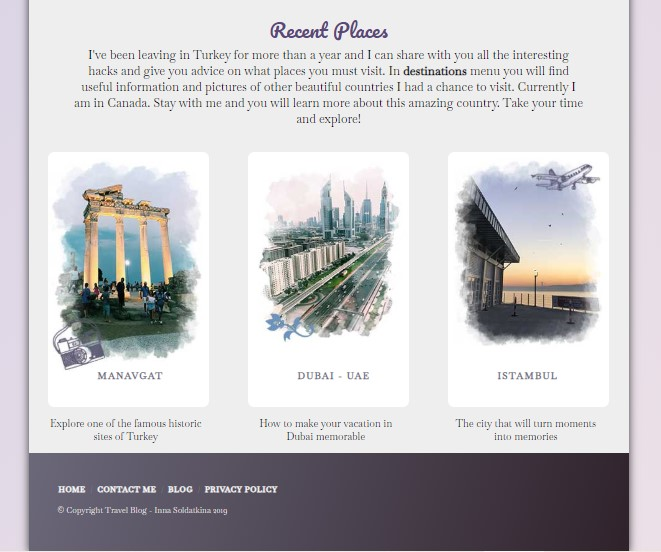 Recent Places
I've been leaving in Turkey for more than a year and I can share with you all the interesting
hacks and give you advice on what places you must visit. In destinations menu you will find
useful information and pictures of other beautiful countries I had a chance to visit. Currently I
am in Canada. Stay with me and you will learn more about this amazing country. Take your time
and explore!
MANAVGAT
DUBAI - UAE
ISTAMBUL
Explore one of the famous historic
sites of Turkey
How to make your vacation in
Dubai memorable
The city that will turn moments
into memories
HOME / CONTACT ME / BLOG / PRIVACY POLICY
© Copyright Travel Blog - Inna Soldatkina 2019